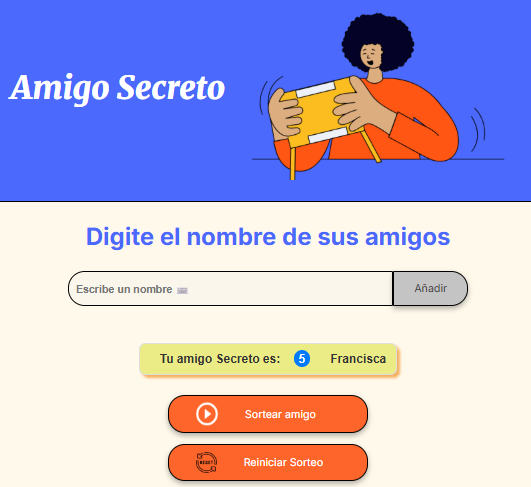 Amigo Secreto
Digite el nombre de sus amigos
Escribe un nombre ⌨
Añadir
Tu amigo Secreto es: 5 Francisca
Sortear amigo
RESET
Reiniciar Sorteo